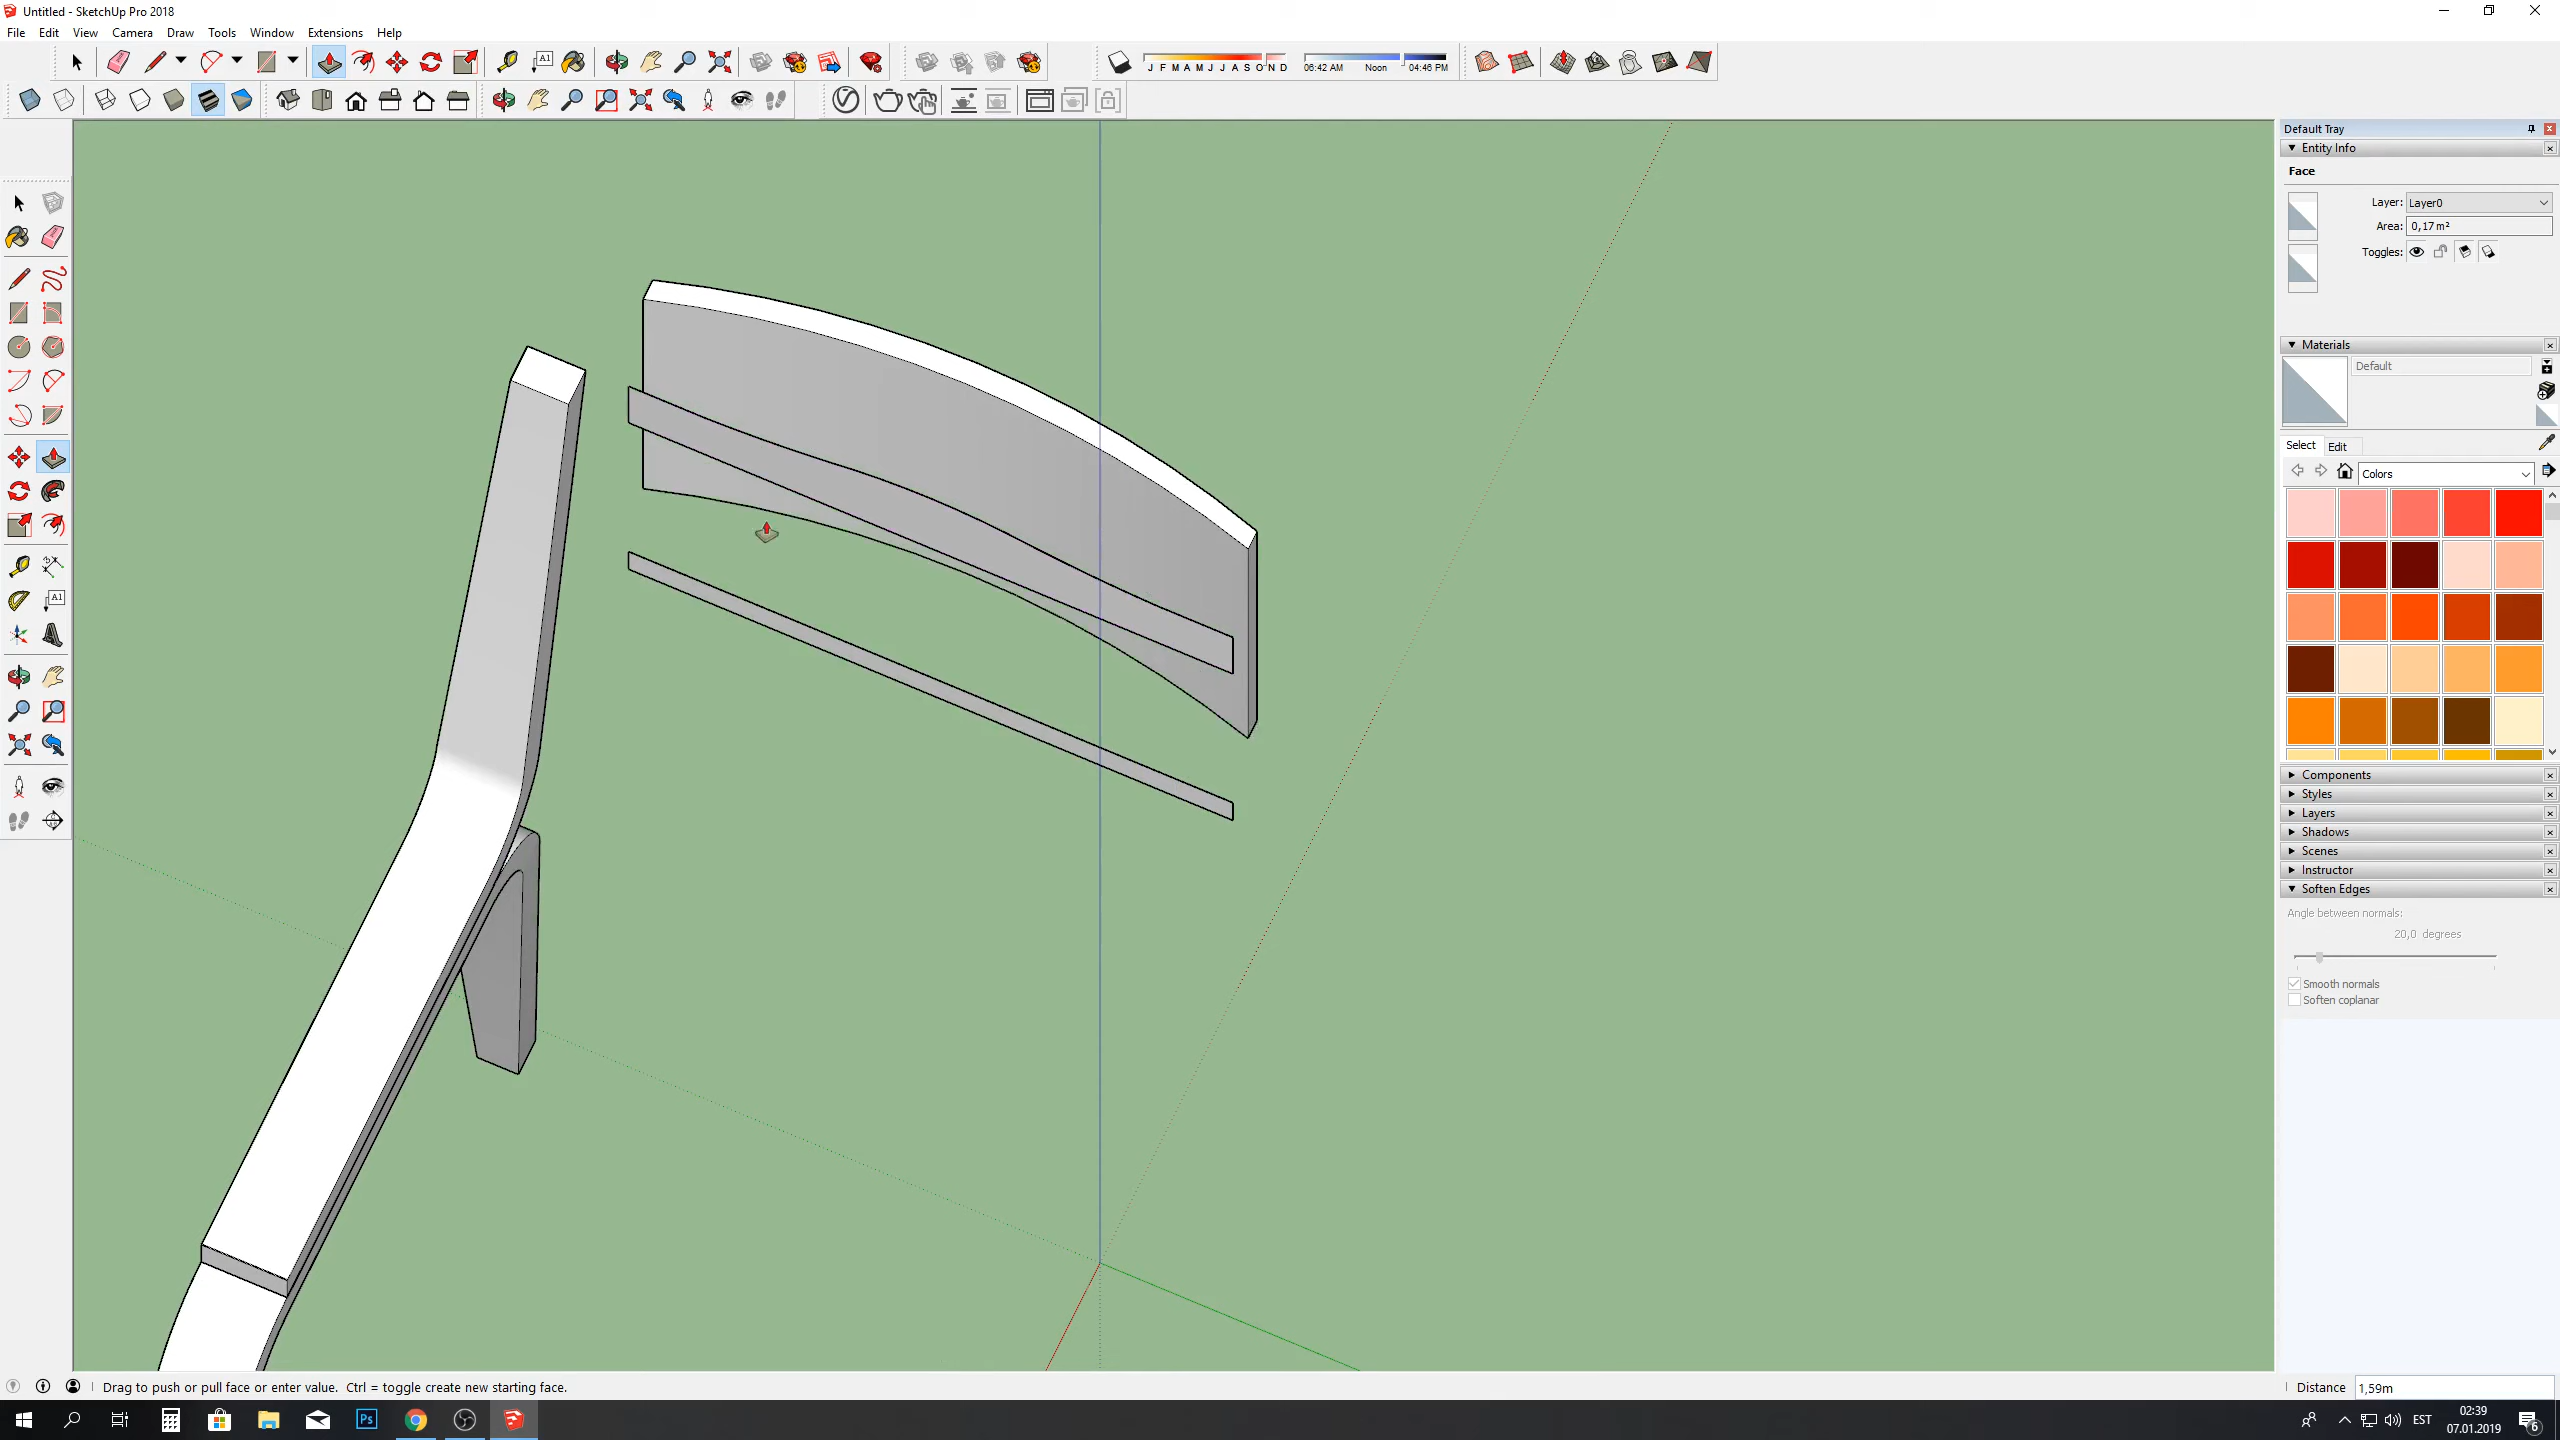 Untitled - SketchUp Pro 2018
File Edit View Camera Draw Tools Window Extensions Help
A1
J F M A M J J A S O N D
06:42 AM Noon 04:46 PM
Default Tray
Entity Info
Face
Layer: Layer0
Area: 0,17 m²
Toggles:
Materials
Default
Select Edit
Colors
A1
Components
Styles
Layers
Shadows
Scenes
Instructor
Soften Edges
Angle between normals:
20,0 degrees
Smooth normals
Soften coplanar
Drag to push or pull face or enter value. Ctrl = toggle create new starting face.
Distance 1,59m
Ps
EST
02:39
07.01.2019
6